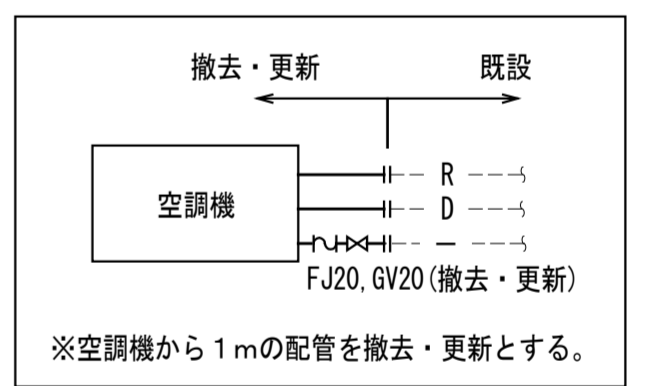 撤去・更新 既設
空調機
R
D
FJ20,GV20(撤去・更新)
※空調機から1mの配管を撤去・更新とする。